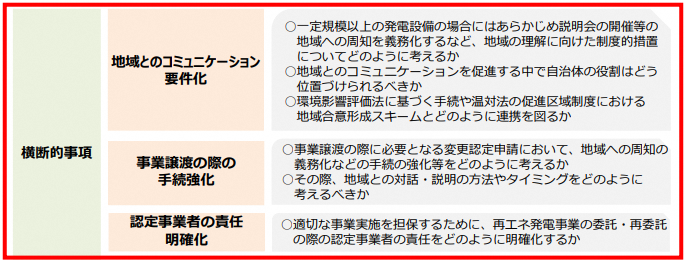 横断的事項
地域とのコミュニケーション
要件化
○一定規模以上の発電設備の場合にはあらかじめ説明会の開催等の
地域への周知を義務化するなど、地域の理解に向けた制度的措置
についてどのように考えるか
○地域とのコミュニケーションを促進する中で自治体の役割はどう
位置づけられるべきか
○環境影響評価法に基づく手続や温対法の促進区域制度における
地域合意形成スキームとどのように連携を図るか
事業譲渡の際の
手続強化
○事業譲渡の際に必要となる変更認定申請において、地域への周知の
義務化などの手続の強化等をどのように考えるか
○その際、地域との対話・説明の方法やタイミングをどのように
考えるべきか
認定事業者の責任
明確化
○適切な事業実施を担保するために、再エネ発電事業の委託・再委託
の際の認定事業者の責任をどのように明確化するか